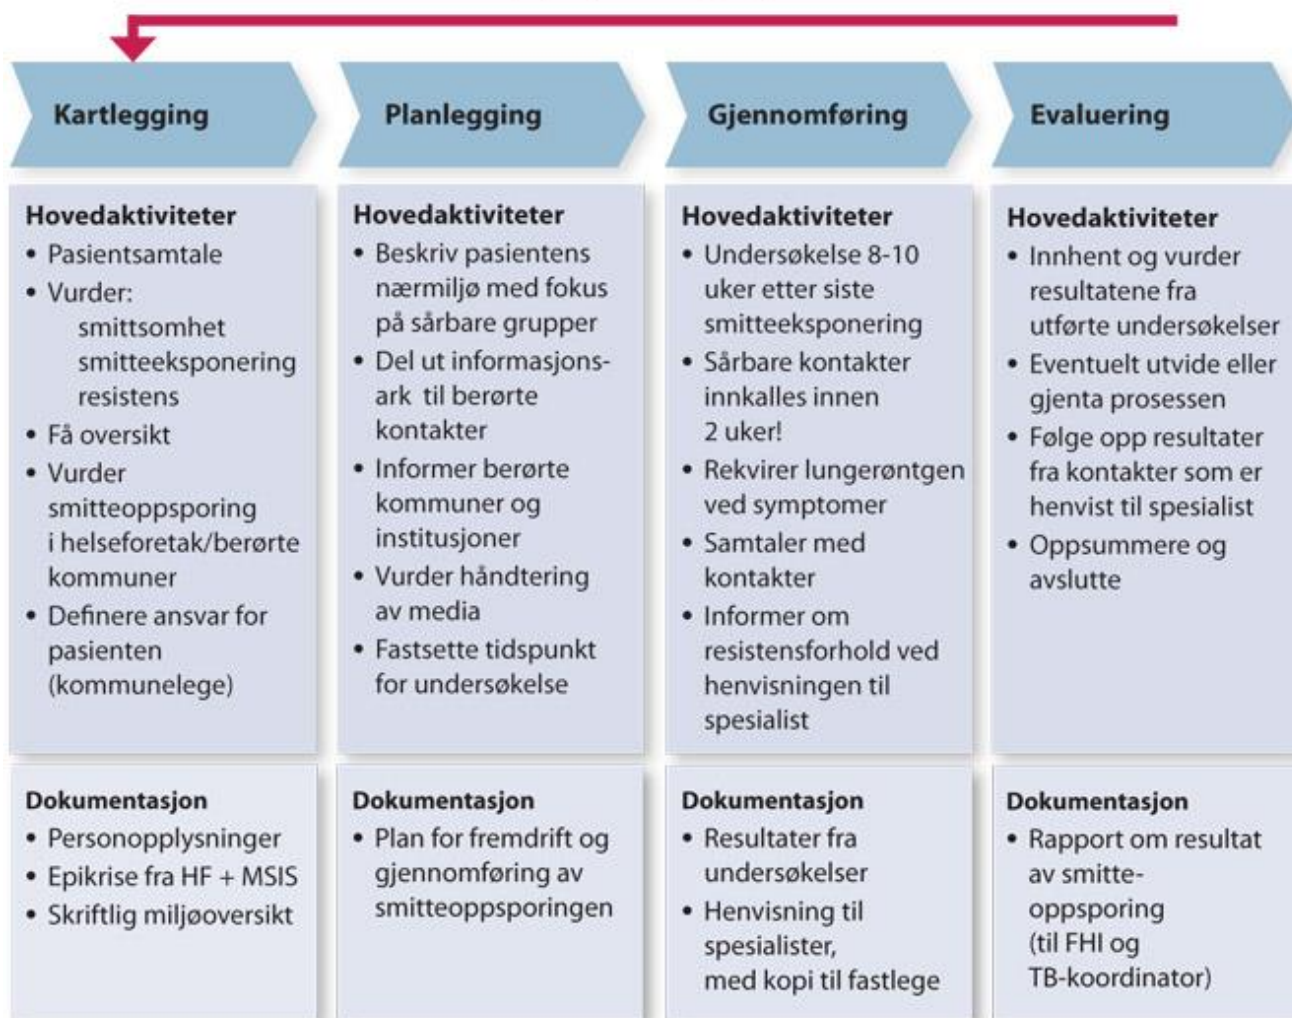 Kartlegging
Planlegging
Gjennomføring
Evaluering
Hovedaktiviteter
• Pasientsamtale
• Vurder:
smittsomhet
smitteeksponering
resistens
• Få oversikt
• Vurder
smitteoppsporing
i helseforetak/berørte
kommuner
• Definere ansvar for
pasienten
(kommunelege)
Hovedaktiviteter
• Beskriv pasientens
nærmiljø med fokus
på sårbare grupper
• Del ut informasjons-
ark til berørte
kontakter
• Informer berørte
kommuner og
institusjoner
• Vurder håndtering
av media
• Fastsette tidspunkt
for undersøkelse
Hovedaktiviteter
• Undersøkelse 8-10
uker etter siste
smitteeksponering
• Sårbare kontakter
innkalles innen
2 uker!
• Rekvirer lungerøntgen
ved symptomer
• Samtaler med
kontakter
• Informer om
resistensforhold ved
henvisningen til
spesialist
Hovedaktiviteter
• Innhent og vurder
resultatene fra
utførte undersøkelser
• Eventuelt utvide eller
gjenta prosessen
• Følge opp resultater
fra kontakter som er
henvist til spesialist
• Oppsummere og
avslutte
Dokumentasjon
• Personopplysninger
• Epikrise fra HF + MSIS
• Skriftlig miljøoversikt
Dokumentasjon
• Plan for fremdrift og
gjennomføring av
smitteoppsporingen
Dokumentasjon
• Resultater fra
undersøkelser
• Henvisning til
spesialister,
med kopi til fastlege
Dokumentasjon
• Rapport om resultat
av smitte-
oppsporing
(til FHI og
TB-koordinator)